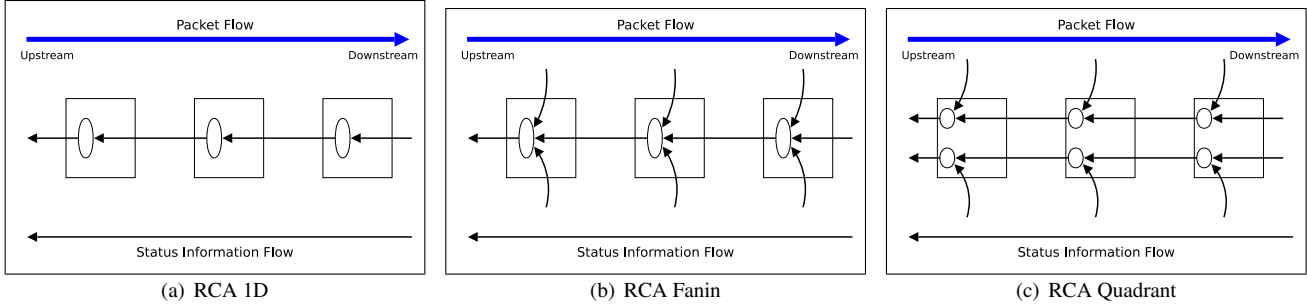 Packet Flow
Upstream
Downstream
Status Information Flow
(a) RCA 1D
Packet Flow
Upstream
Downstream
Status Information Flow
(b) RCA Fanin
Packet Flow
Upstream
Downstream
Status Information Flow
(c) RCA Quadrant